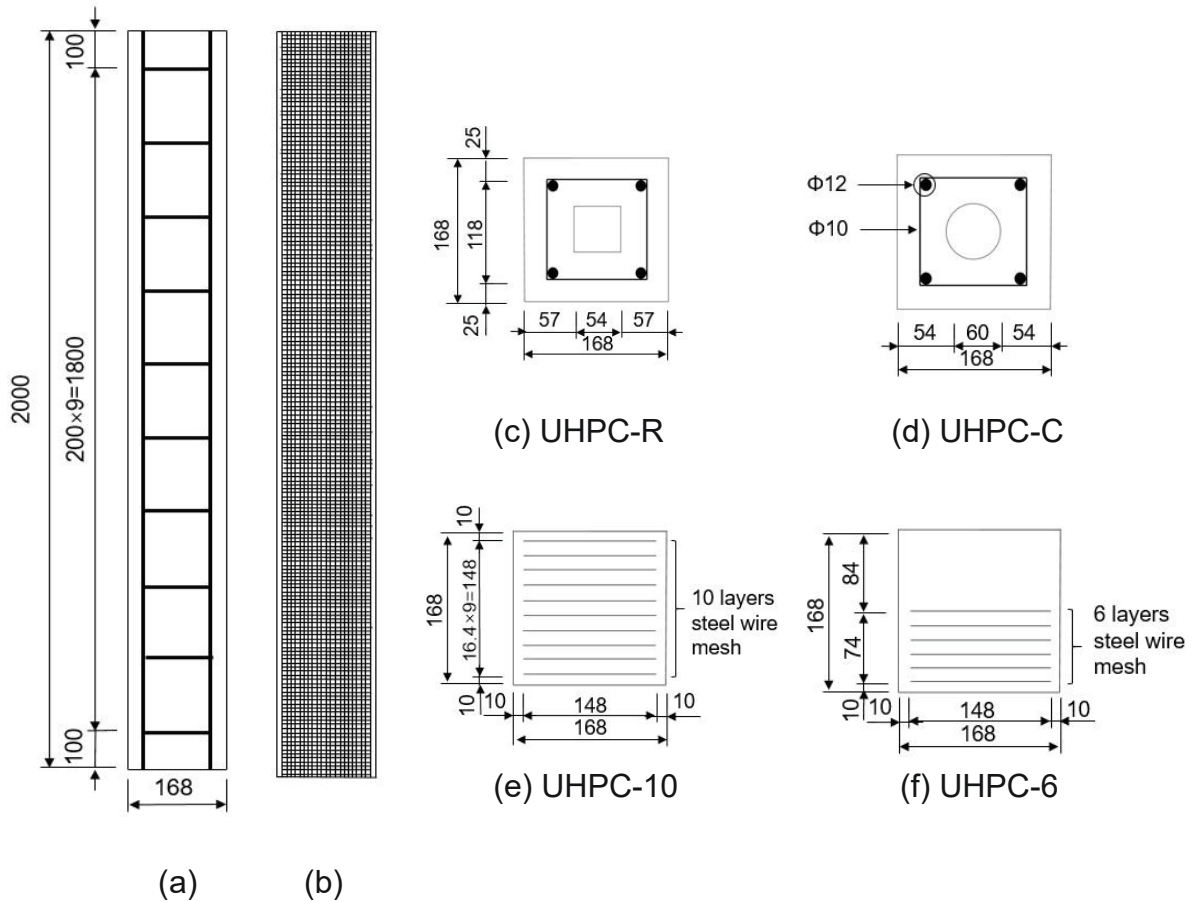 100
2000
200×9=1800
100
168
(a)
(b)
25
168
118
25
57 54 57
168
(c) UHPC-R
Φ12
Φ10
54 60 54
168
(d) UHPC-C
10
168
16.4×9=148
10
10 148 10
168
10 layers
steel wire
mesh
(e) UHPC-10
168
84
74
10
10 148 10
168
6 layers
steel wire
mesh
(f) UHPC-6